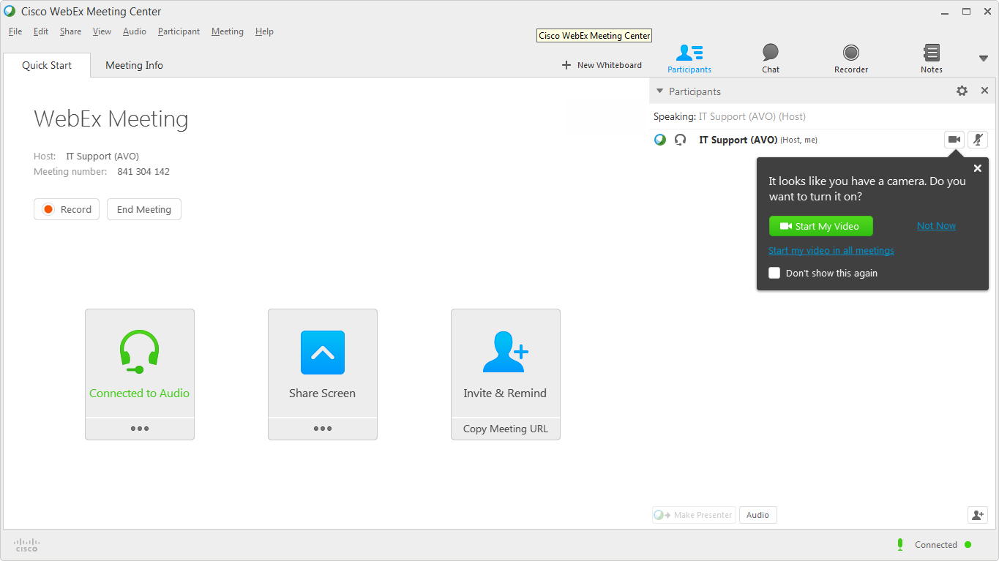 Cisco WebEx Meeting Center
File Edit Share View Audio Participant Meeting Help
Cisco WebEx Meeting Center
Quick Start
Meeting Info
New Whiteboard
Participants
Chat
Recorder
Notes
WebEx Meeting
Host: IT Support (AVO)
Meeting number: 841 304 142
Record
End Meeting
Connected to Audio
Share Screen
Invite & Remind
Copy Meeting URL
Participants
Speaking: IT Support (AVO) (Host)
IT Support (AVO) (Host, me)
It looks like you have a camera. Do you
want to turn it on?
Start My Video
Not Now
Start my video in all meetings
Don't show this again
Make Presenter
Audio
CISCO
Connected